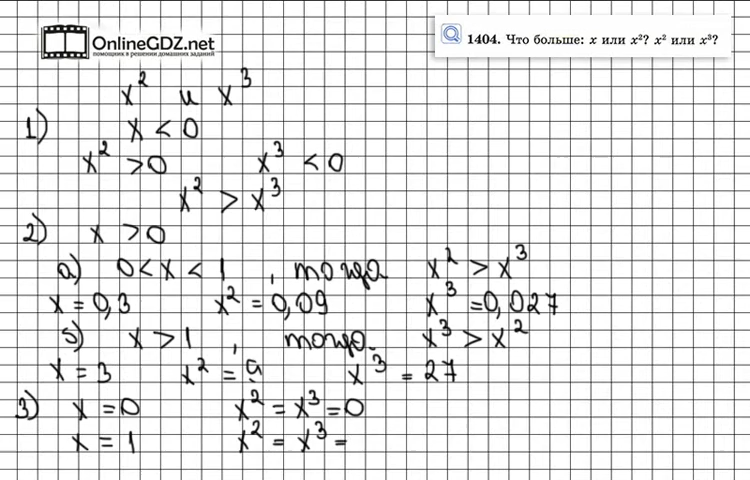 OnlineGDZ.net
помощник в решении домашних заданий
1404. Что больше: x или x²? x² или x³?
x² и x³
1) x < 0
x² > 0 x³ < 0
x² > x³
2) x > 0
а) 0 < x < 1, тогда x² > x³
x = 0,3 x² = 0,09 x³ = 0,027
б) x > 1, тогда x³ > x²
x = 3 x² = 9 x³ = 27
3) x = 0 x² = x³ = 0
x = 1 x² = x³ =